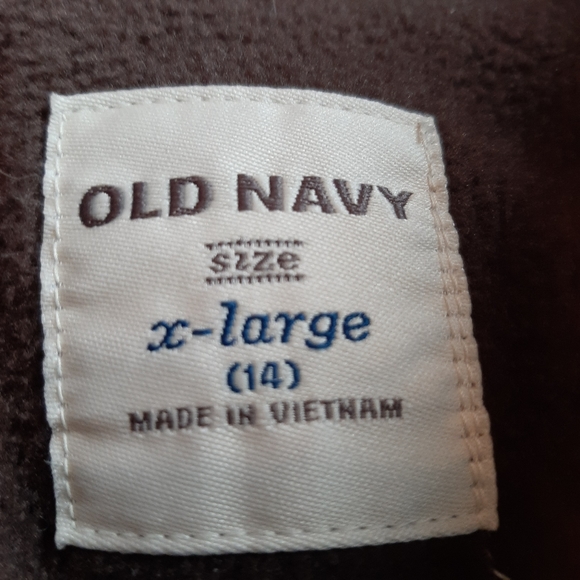 OLD NAVY
size
x-large
(14)
MADE IN VIETNAM